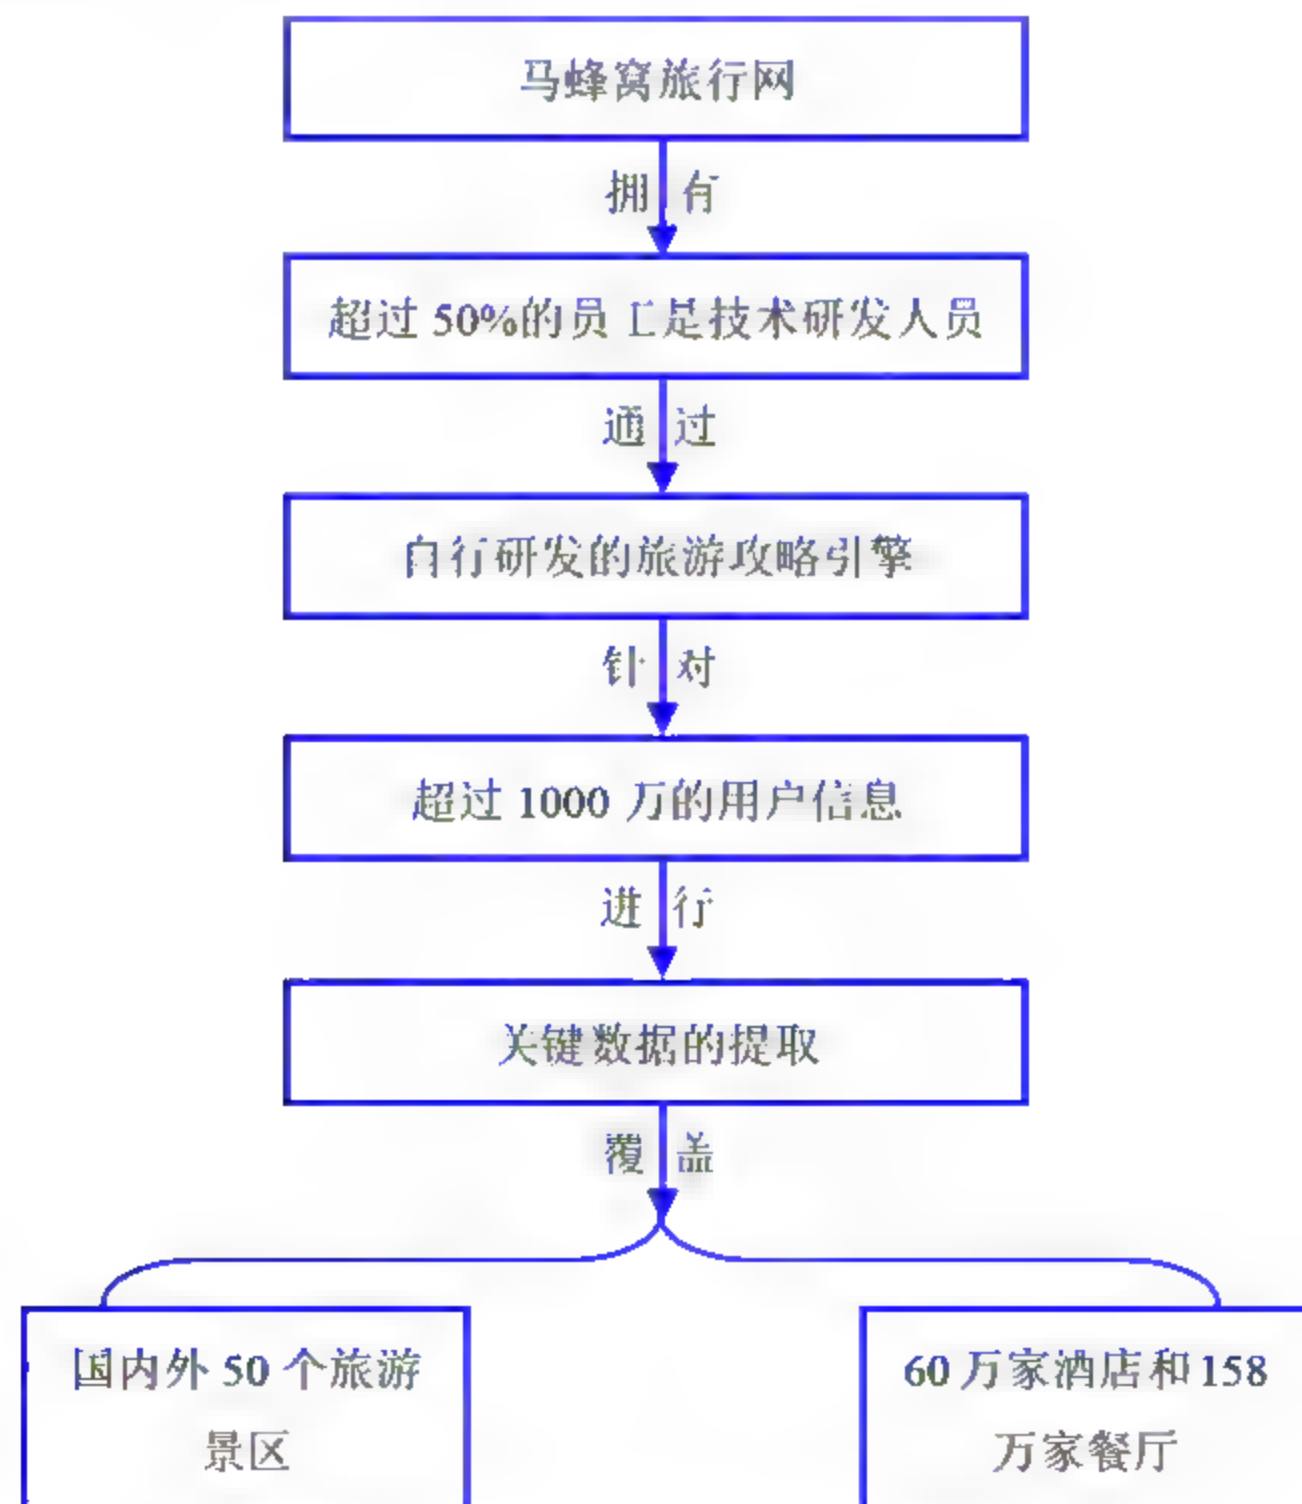 马蜂窝旅行网
拥有
超过 50%的员工是技术研发人员
通过
自行研发的旅游攻略引擎
针对
超过 1000 万的用户信息
进行
关键数据的提取
覆盖
国内外 50 个旅游
景区
60 万家酒店和 158
万家餐厅